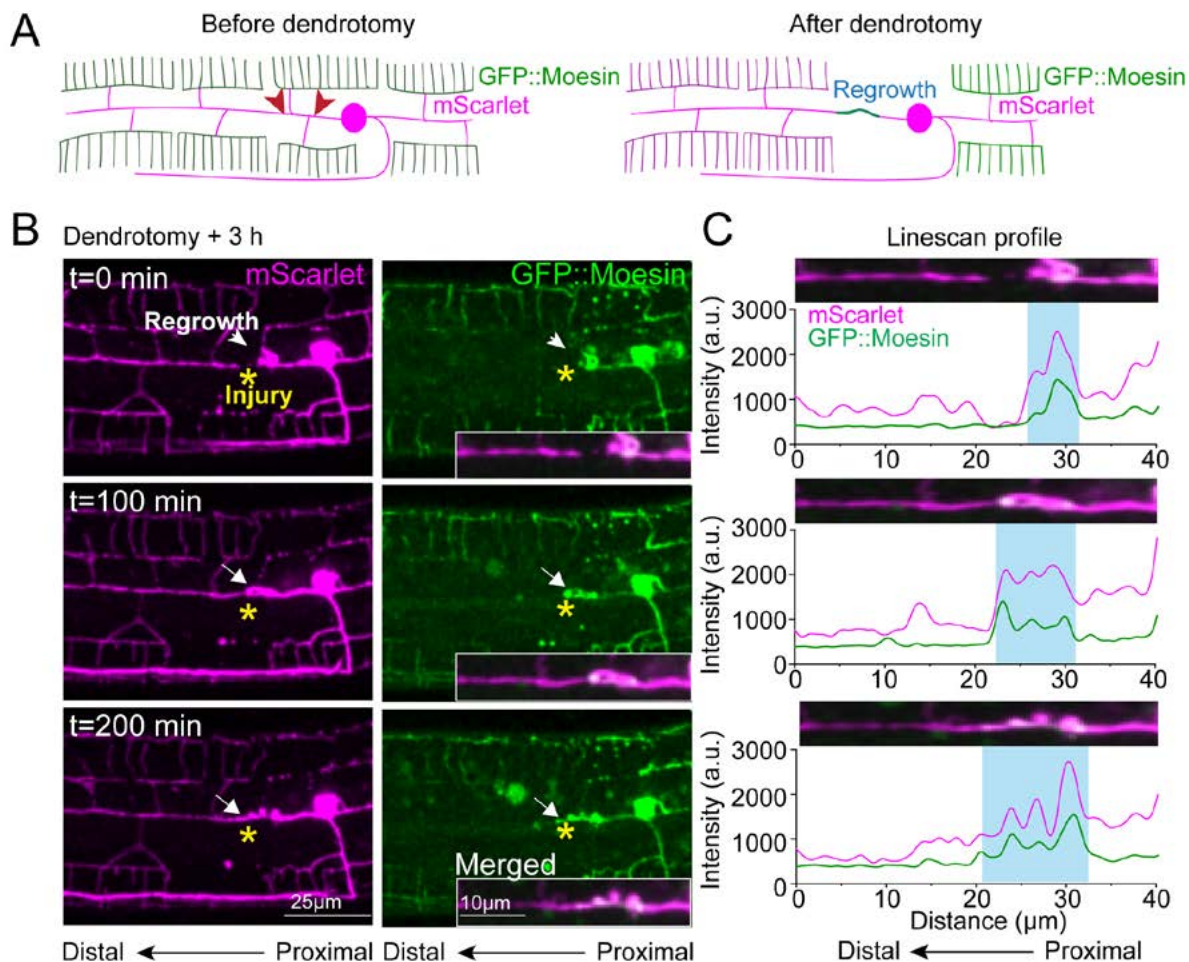 A
Before dendrotomy
After dendrotomy
GFP::Moesin
mScarlet
Regrowth
GFP::Moesin
mScarlet
B
Dendrotomy + 3 h
t=0 min
mScarlet
Regrowth
*
Injury
GFP::Moesin
*
t=100 min
*
*
t=200 min
*
25µm
*
Merged
10µm
Distal
Proximal
Distal
Proximal
C
Linescan profile
Intensity (a.u.)
3000
2000
1000
0
mScarlet
GFP::Moesin
0 10 20 30 40
Intensity (a.u.)
3000
2000
1000
0
0 10 20 30 40
Intensity (a.u.)
3000
2000
1000
0
0 10 20 30 40
Distance (µm)
Distal
Proximal